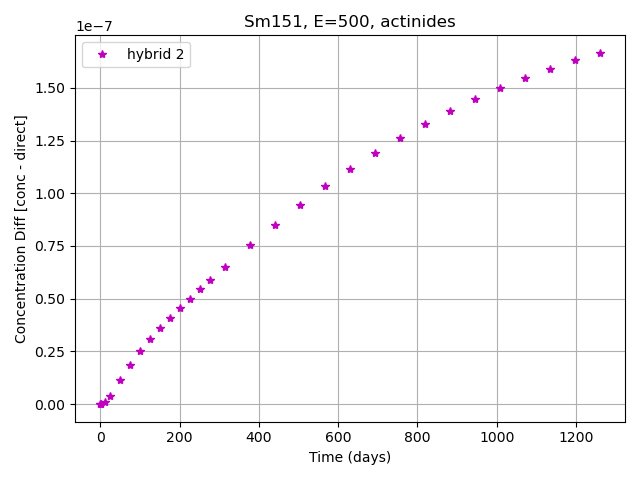 Sm151, E=500, actinides
1e−7
hybrid 2
Concentration Diff [conc - direct]
1.50
1.25
1.00
0.75
0.50
0.25
0.00
0 200 400 600 800 1000 1200
Time (days)